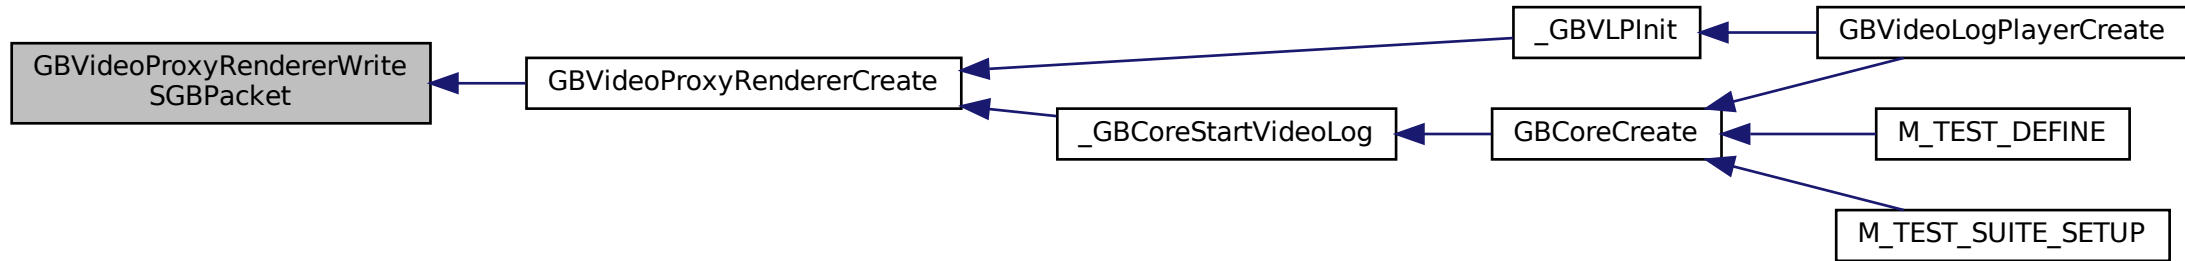 GBVideoProxyRendererWrite
SGBPacket
GBVideoProxyRendererCreate
_GBVLPInit
GBVideoLogPlayerCreate
_GBCoreStartVideoLog
GBCoreCreate
M_TEST_DEFINE
M_TEST_SUITE_SETUP